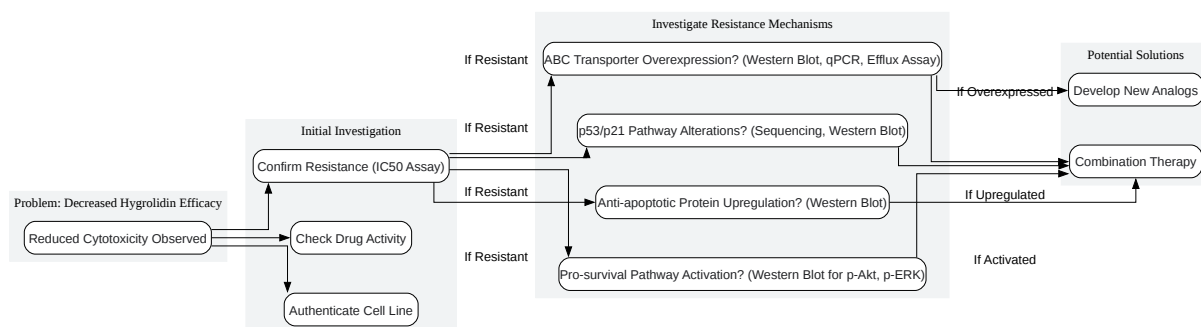 Problem: Decreased Hygrolidin Efficacy
Reduced Cytotoxicity Observed
Initial Investigation
Confirm Resistance (IC50 Assay)
Check Drug Activity
Authenticate Cell Line
If Resistant
If Resistant
If Resistant
If Resistant
Investigate Resistance Mechanisms
ABC Transporter Overexpression? (Western Blot, qPCR, Efflux Assay)
p53/p21 Pathway Alterations? (Sequencing, Western Blot)
Anti-apoptotic Protein Upregulation? (Western Blot)
Pro-survival Pathway Activation? (Western Blot for p-Akt, p-ERK)
If Overexpressed
If Upregulated
If Activated
Potential Solutions
Develop New Analogs
Combination Therapy